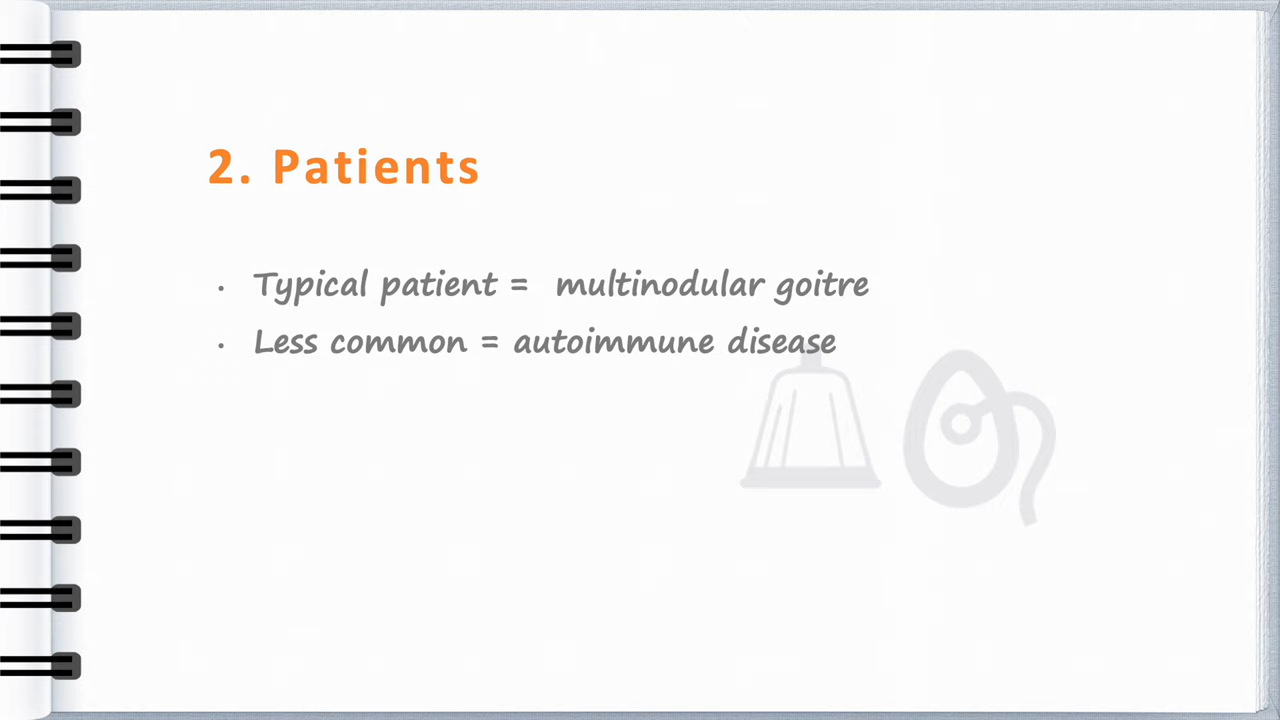 2. Patients
• Typical patient = multinodular goitre
• Less common = autoimmune disease